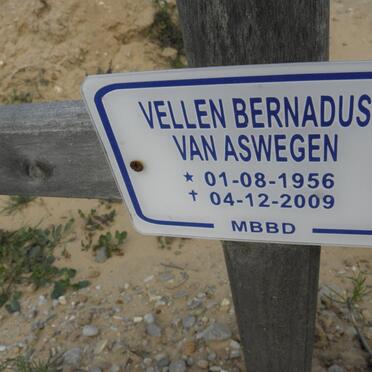 VELLEN BERNADUS
VAN ASWEGEN
★ 01-08-1956
✝ 04-12-2009
MBBD